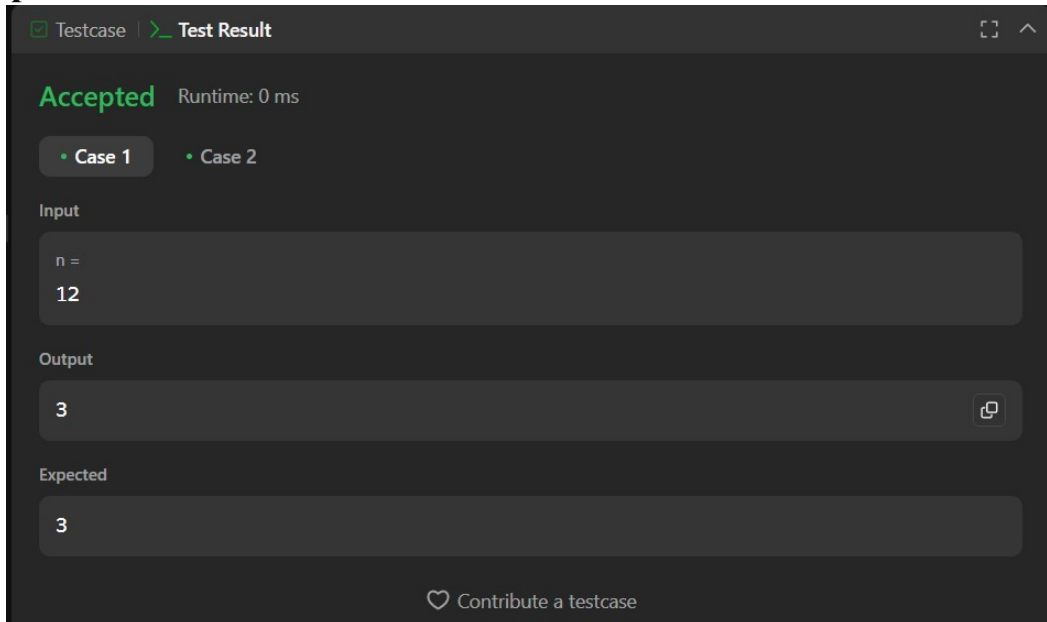 Testcase | >_ Test Result
Accepted Runtime: 0 ms
• Case 1 • Case 2
Input
n =
12
Output
3
Expected
3
Contribute a testcase